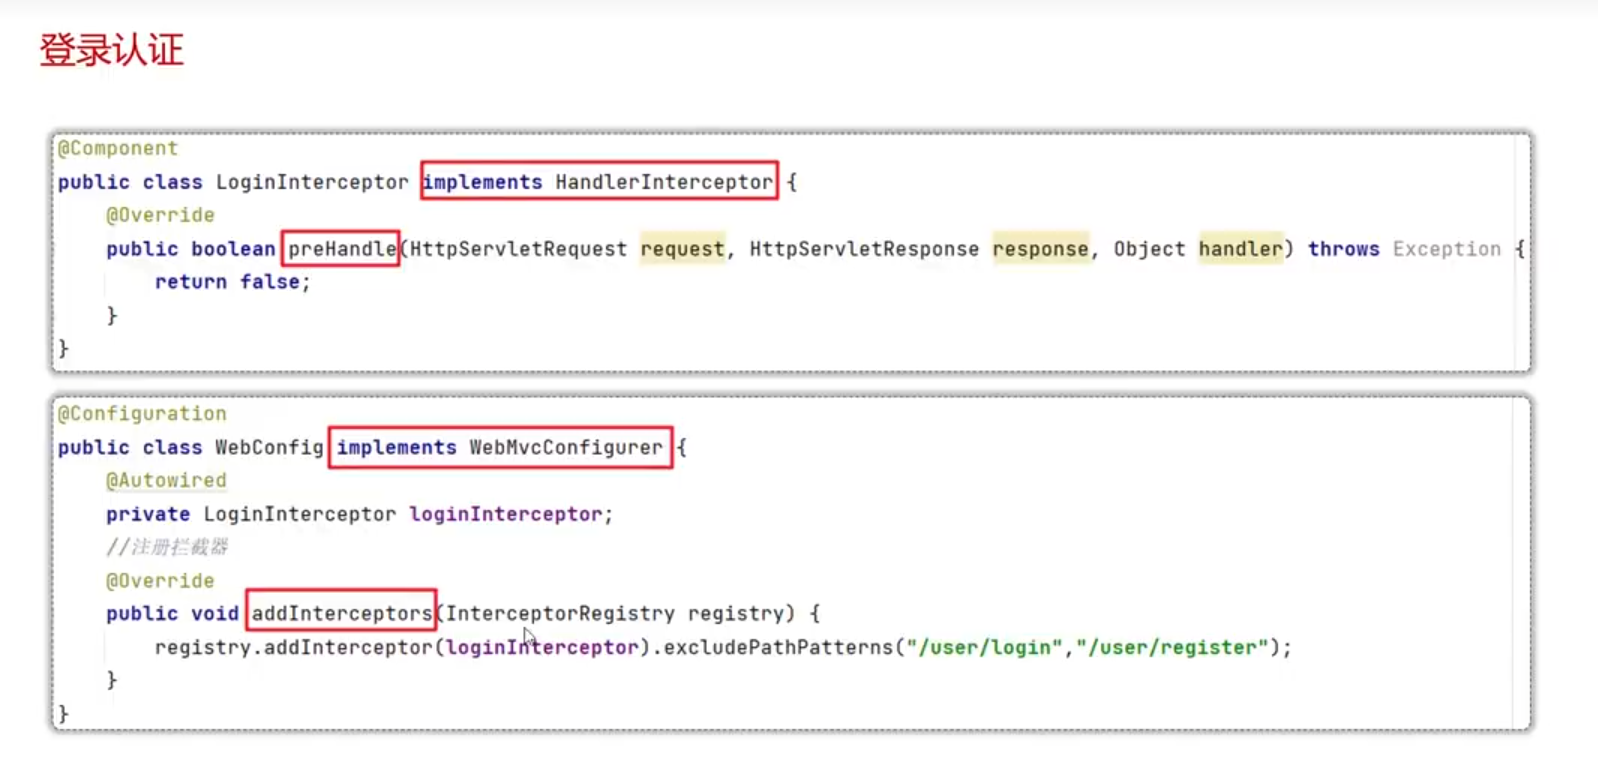 登录认证
@Component
public class LoginInterceptor implements HandlerInterceptor {
@Override
public boolean preHandle(HttpServletRequest request, HttpServletResponse response, Object handler) throws Exception {
return false;
}
}
@Configuration
public class WebConfig implements WebMvcConfigurer {
@Autowired
private LoginInterceptor loginInterceptor;
//注册拦截器
@Override
public void addInterceptors(InterceptorRegistry registry) {
registry.addInterceptor(loginInterceptor).excludePathPatterns("/user/login","/user/register");
}
}